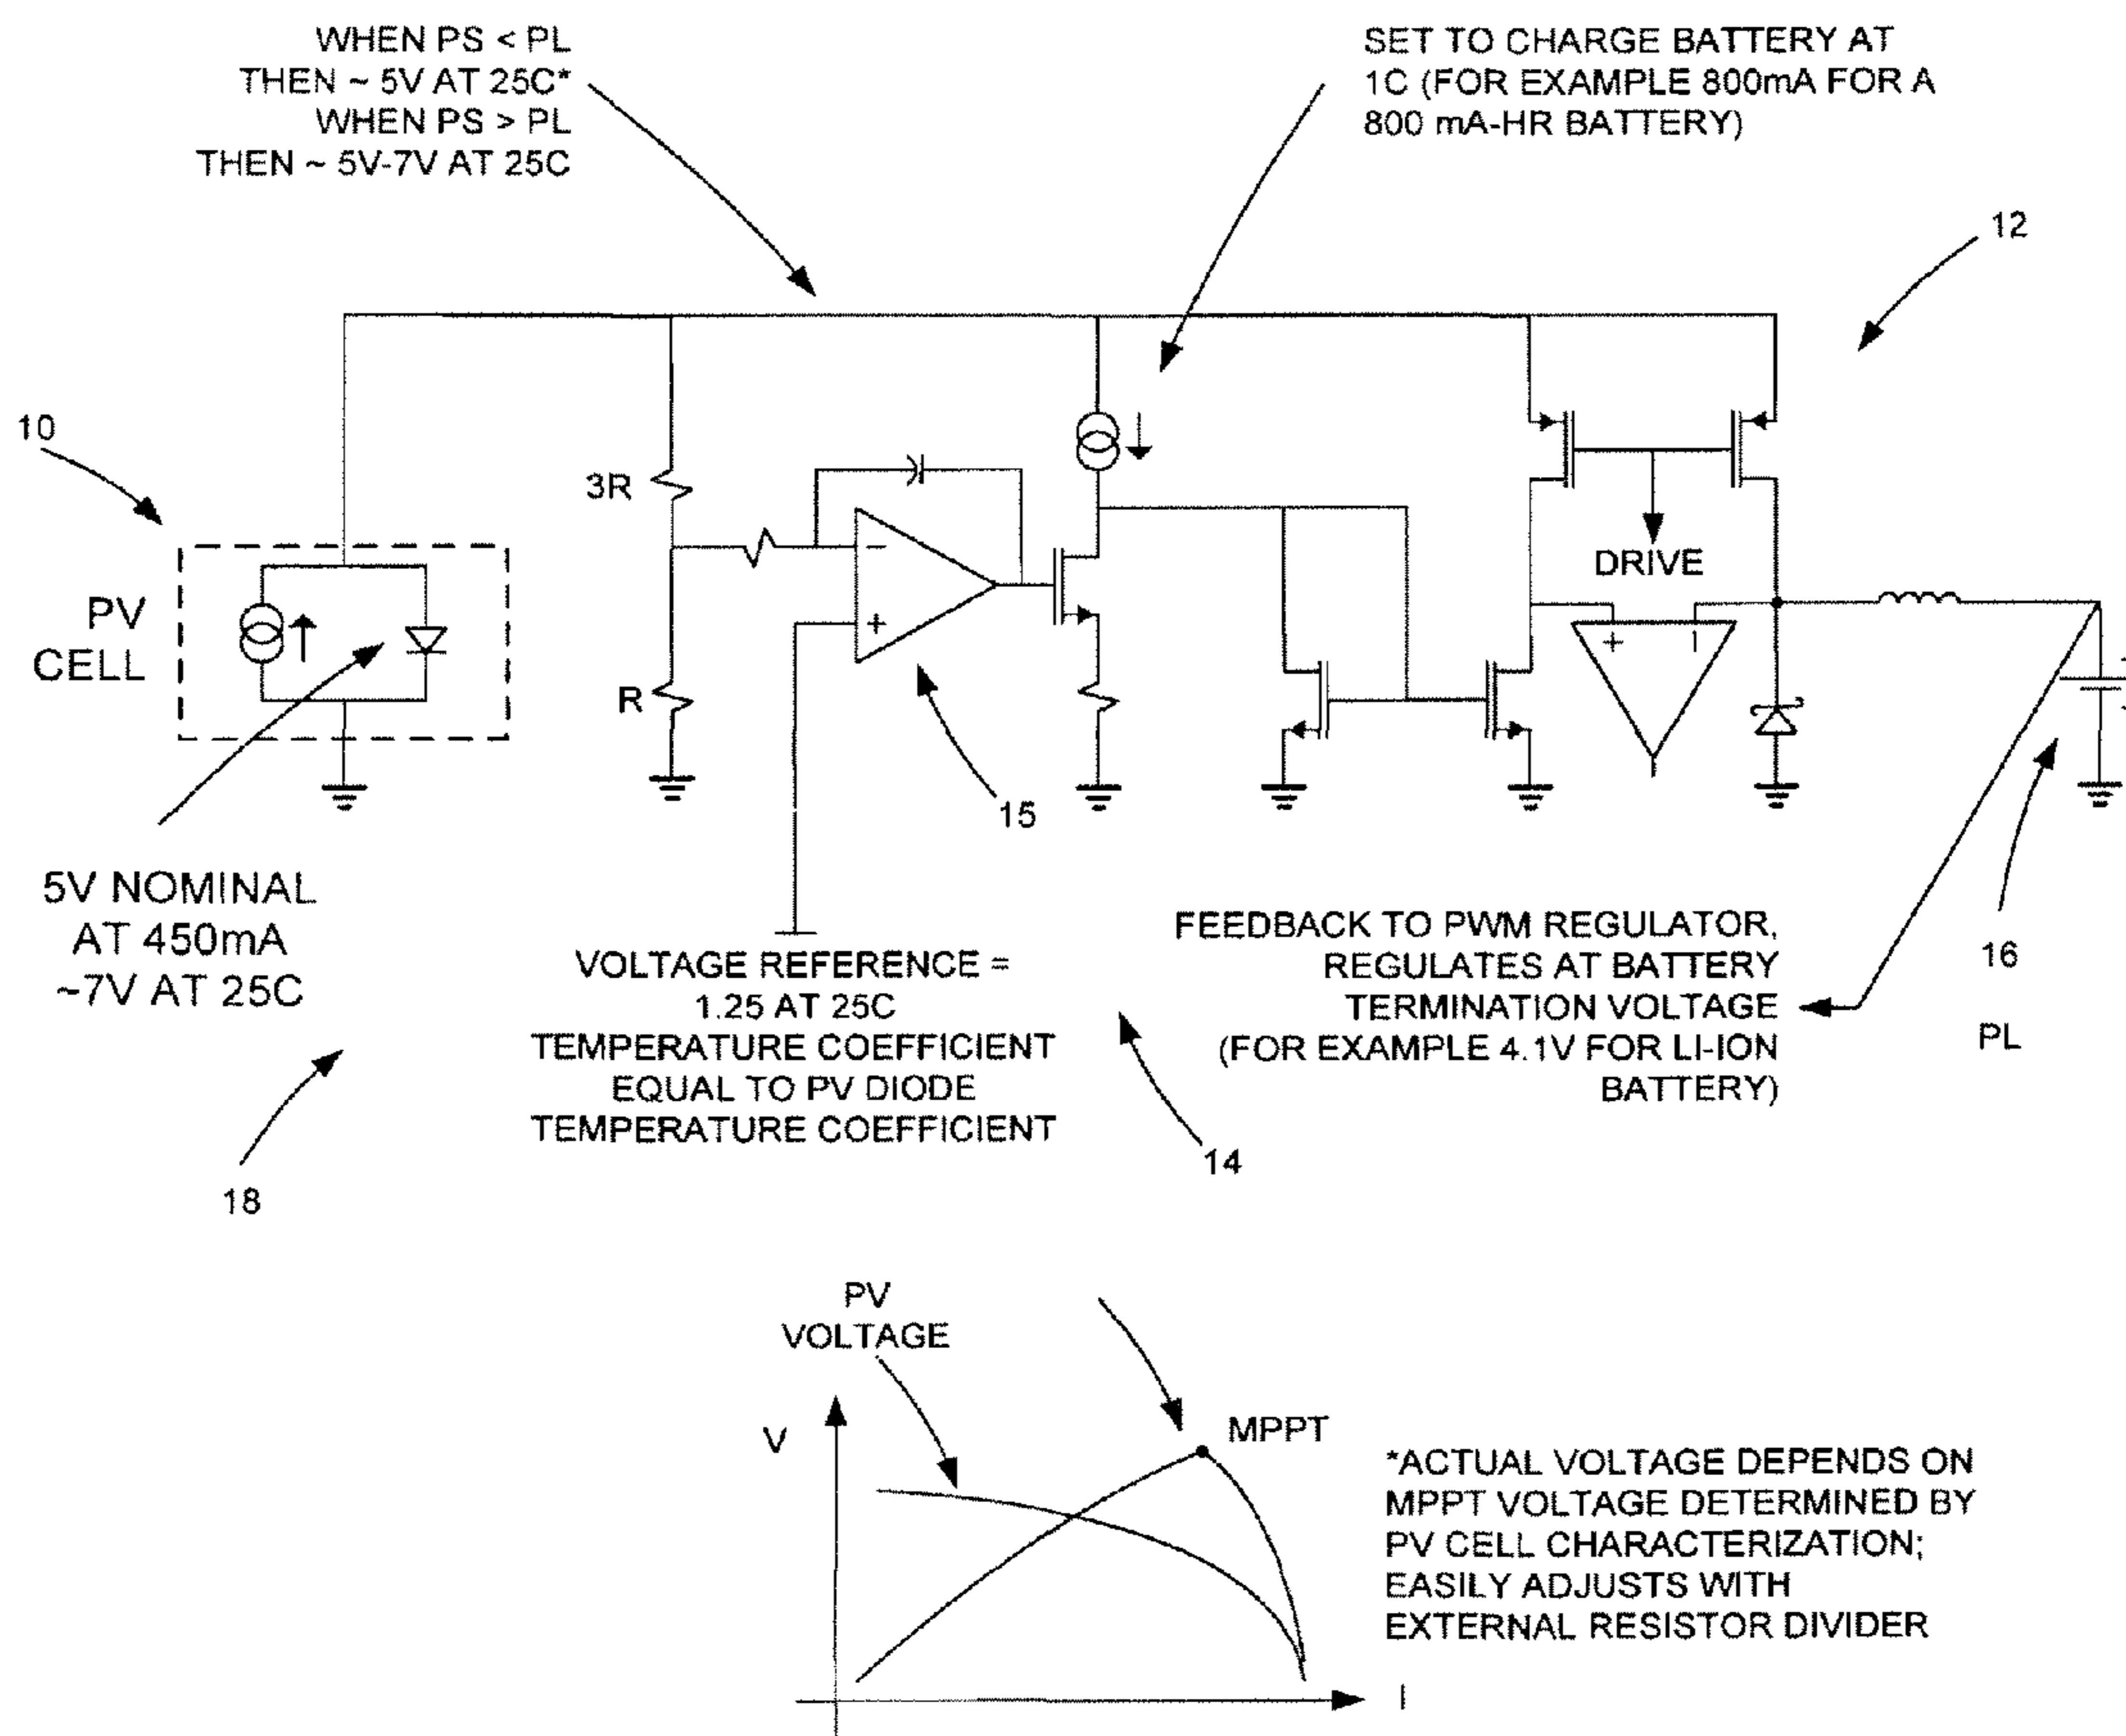 WHEN PS < PL
THEN ~ 5V AT 25C*
WHEN PS > PL
THEN ~ 5V-7V AT 25C
SET TO CHARGE BATTERY AT
1C (FOR EXAMPLE 800mA FOR A
800 mA-HR BATTERY)
12
10
3R
DRIVE
PV
CELL
R
−
+
+
−
15
5V NOMINAL
AT 450mA
~7V AT 25C
VOLTAGE REFERENCE =
1.25 AT 25C
TEMPERATURE COEFFICIENT
EQUAL TO PV DIODE
TEMPERATURE COEFFICIENT
FEEDBACK TO PWM REGULATOR,
REGULATES AT BATTERY
TERMINATION VOLTAGE
(FOR EXAMPLE 4.1V FOR LI-ION
BATTERY)
16
PL
14
18
PV
VOLTAGE
V
MPPT
I
*ACTUAL VOLTAGE DEPENDS ON
MPPT VOLTAGE DETERMINED BY
PV CELL CHARACTERIZATION;
EASILY ADJUSTS WITH
EXTERNAL RESISTOR DIVIDER